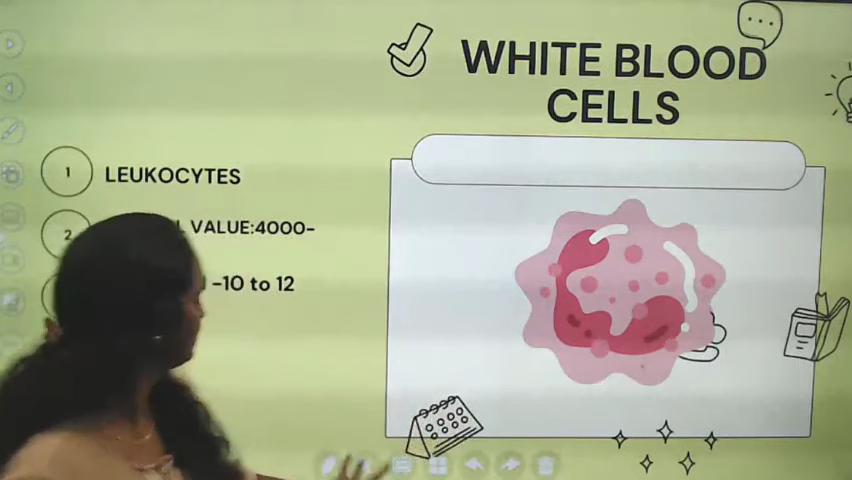 WHITE BLOOD
CELLS
1 LEUKOCYTES
2 VALUE:4000-
-10 to 12